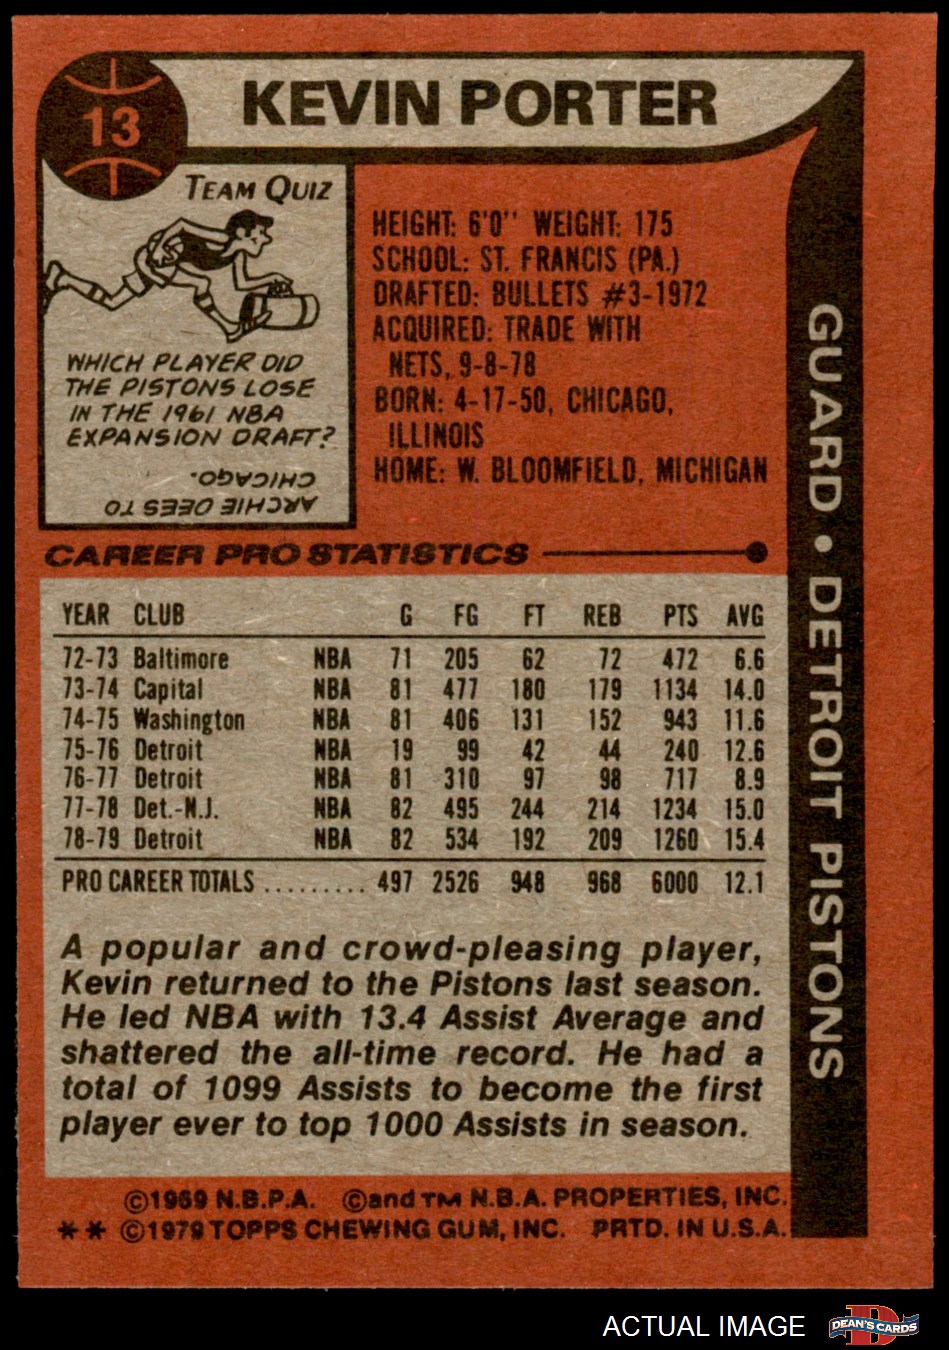 13
KEVIN PORTER
TEAM QUIZ
WHICH PLAYER DID
THE PISTONS LOSE
IN THE 1961 NBA
EXPANSION DRAFT?
ARCHIE DEES TO
CHICAGO.
HEIGHT: 6'0" WEIGHT: 175
SCHOOL: ST. FRANCIS (PA.)
DRAFTED: BULLETS #3-1972
ACQUIRED: TRADE WITH
NETS, 9-8-78
BORN: 4-17-50, CHICAGO,
ILLINOIS
HOME: W. BLOOMFIELD, MICHIGAN
GUARD • DETROIT PISTONS
CAREER PRO STATISTICS
YEAR CLUB G FG FT REB PTS AVG
72-73 Baltimore NBA 71 205 62 72 472 6.6
73-74 Capital NBA 81 477 180 179 1134 14.0
74-75 Washington NBA 81 406 131 152 943 11.6
75-76 Detroit NBA 19 99 42 44 240 12.6
76-77 Detroit NBA 81 310 97 98 717 8.9
77-78 Det.-N.J. NBA 82 495 244 214 1234 15.0
78-79 Detroit NBA 82 534 192 209 1260 15.4
PRO CAREER TOTALS ......... 497 2526 948 968 6000 12.1
A popular and crowd-pleasing player,
Kevin returned to the Pistons last season.
He led NBA with 13.4 Assist Average and
shattered the all-time record. He had a
total of 1099 Assists to become the first
player ever to top 1000 Assists in season.
©1969 N.B.P.A. ©and TM N.B.A. PROPERTIES, INC.
** ©1979 TOPPS CHEWING GUM, INC. PRTD. IN U.S.A.
ACTUAL IMAGE
D
DEAN'S CARDS